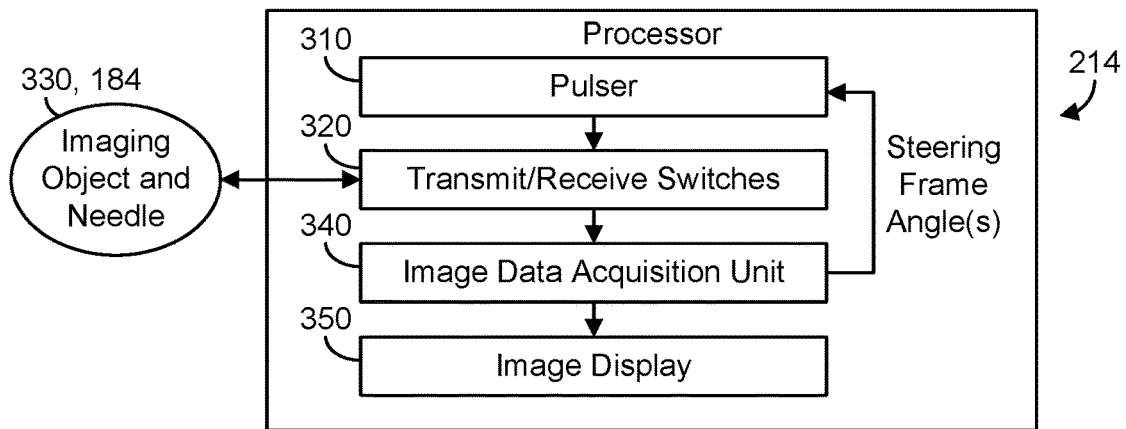 Processor
310
Pulser
214
330, 184
Imaging
Object and
Needle
320
Transmit/Receive Switches
Steering
Frame
Angle(s)
340
Image Data Acquisition Unit
350
Image Display